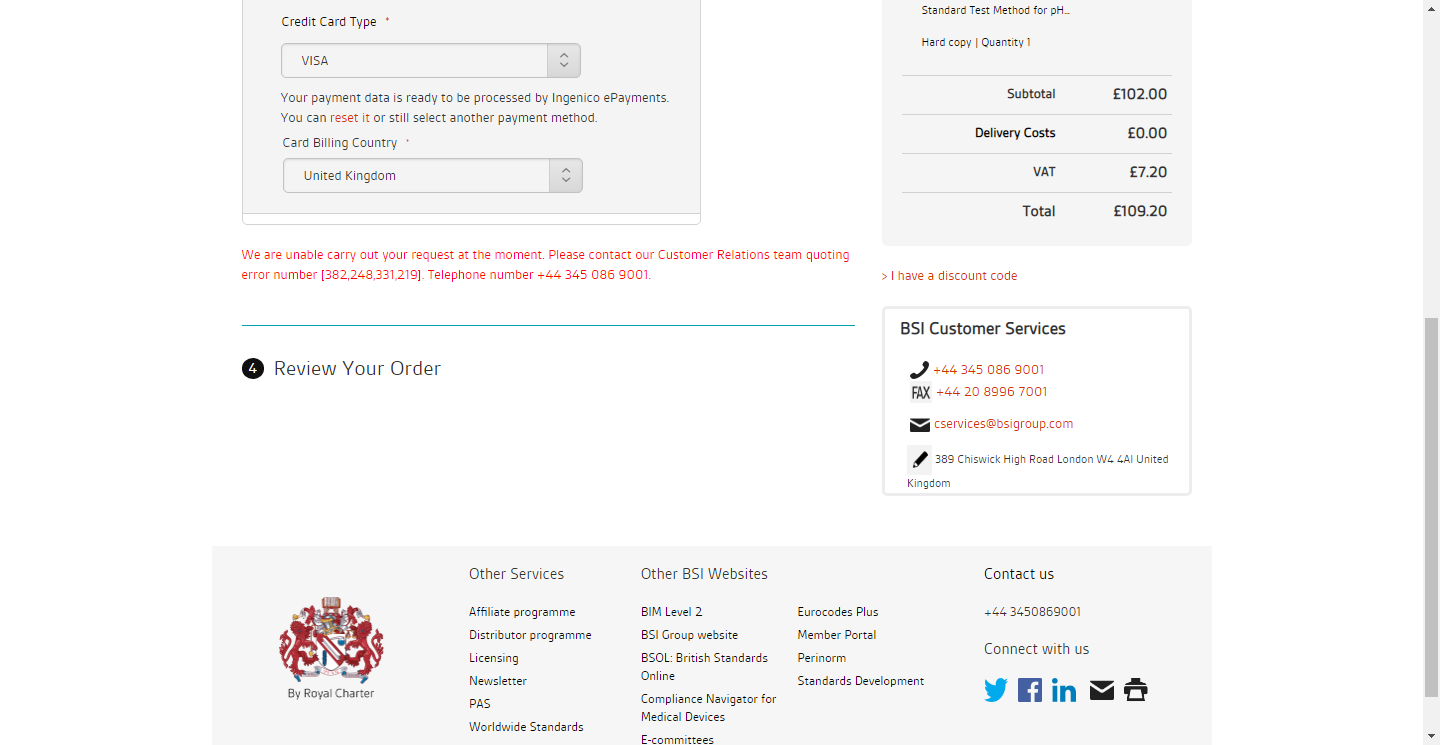 Credit Card Type *
VISA
Your payment data is ready to be processed by Ingenico ePayments.
You can reset it or still select another payment method.
Card Billing Country *
United Kingdom
We are unable carry out your request at the moment. Please contact our Customer Relations team quoting
error number [382,248,331,219]. Telephone number +44 345 086 9001.
4 Review Your Order
Standard Test Method for pH...
Hard copy | Quantity 1
Subtotal £102.00
Delivery Costs £0.00
VAT £7.20
Total £109.20
> I have a discount code
BSI Customer Services
+44 345 086 9001
FAX +44 20 8996 7001
cservices@bsigroup.com
389 Chiswick High Road London W4 4Al United
Kingdom
By Royal Charter
Other Services
Affiliate programme
Distributor programme
Licensing
Newsletter
PAS
Worldwide Standards
Other BSI Websites
BIM Level 2
BSI Group website
BSOL: British Standards
Online
Compliance Navigator for
Medical Devices
E-committees
Eurocodes Plus
Member Portal
Perinorm
Standards Development
Contact us
+44 3450869001
Connect with us